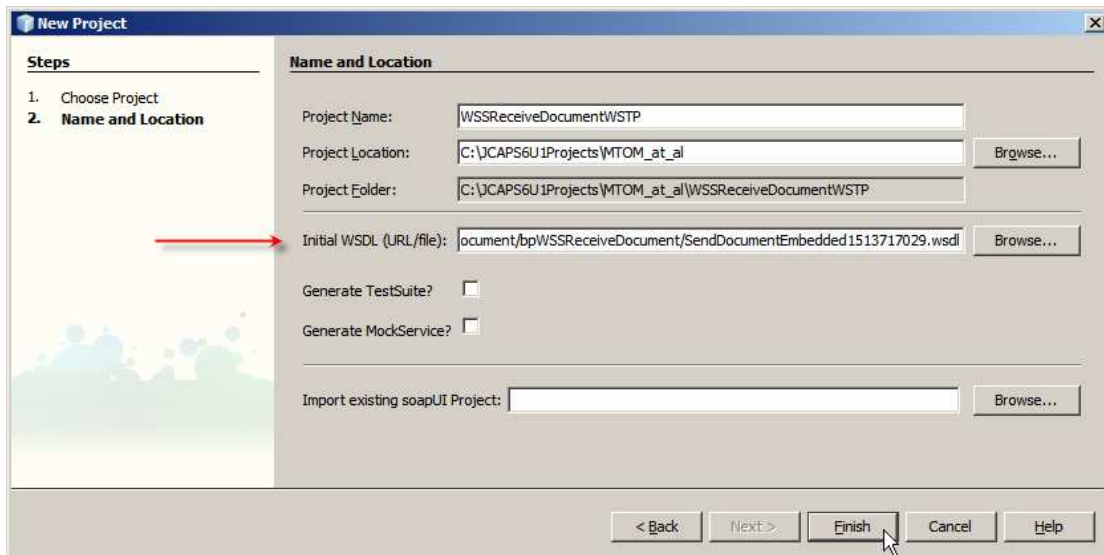 New Project
Steps
1. Choose Project
2. Name and Location
Name and Location
Project Name: WSSReceiveDocumentWSTP
Project Location: C:\JCAPS6U1Projects\MTOM_at_al Browse...
Project Folder: C:\JCAPS6U1Projects\MTOM_at_al\WSSReceiveDocumentWSTP
Initial WSDL (URL/file): ocument/bpWSSReceiveDocument/SendDocumentEmbedded1513717029.wsdl Browse...
Generate TestSuite?
Generate MockService?
Import existing soapUI Project: Browse...
< Back Next > Finish Cancel Help